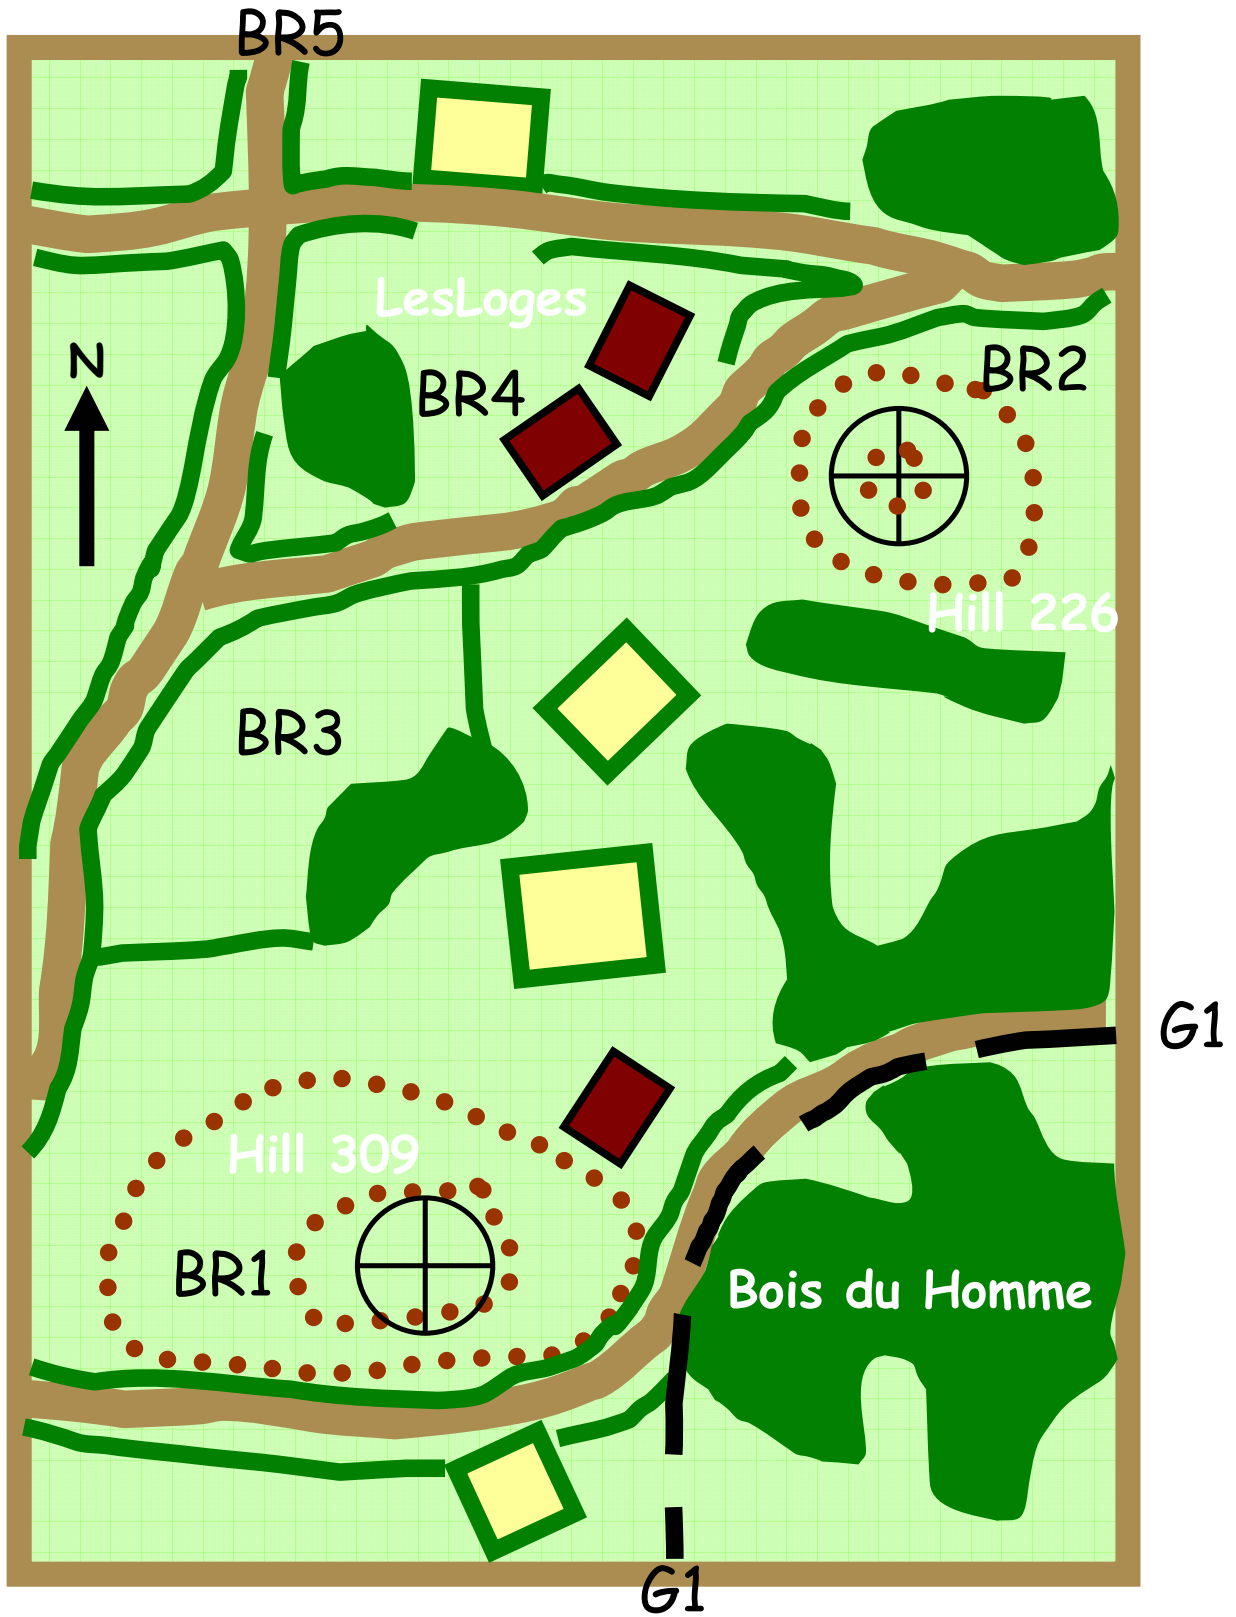 BR5
LesLoges
N
BR4
BR2
Hill 226
BR3
G1
Hill 309
BR1
Bois du Homme
G1